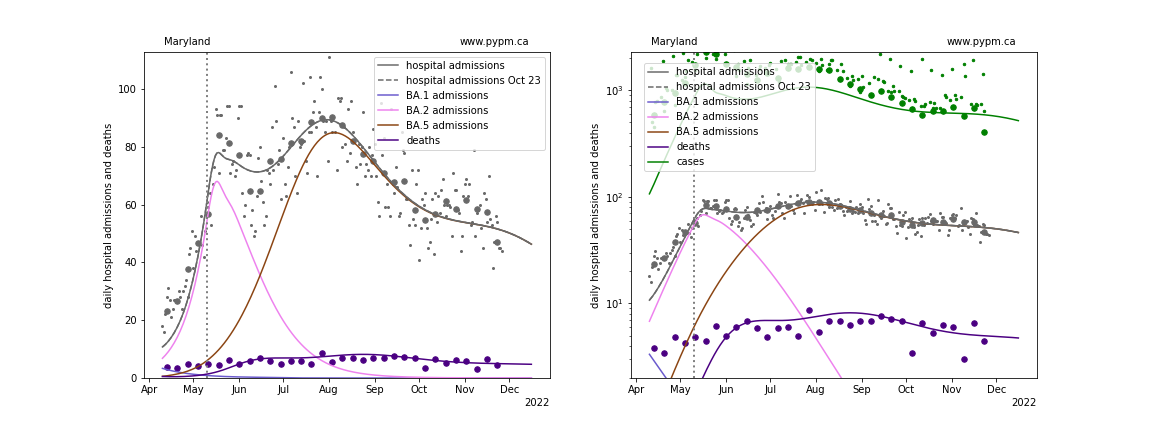 Maryland
www.pypm.ca
daily hospital admissions and deaths
100
80
60
40
20
0
hospital admissions
hospital admissions Oct 23
BA.1 admissions
BA.2 admissions
BA.5 admissions
deaths
Apr May Jun Jul Aug Sep Oct Nov Dec
2022
Maryland
www.pypm.ca
daily hospital admissions and deaths
10³
10²
10¹
hospital admissions
hospital admissions Oct 23
BA.1 admissions
BA.2 admissions
BA.5 admissions
deaths
cases
Apr May Jun Jul Aug Sep Oct Nov Dec
2022